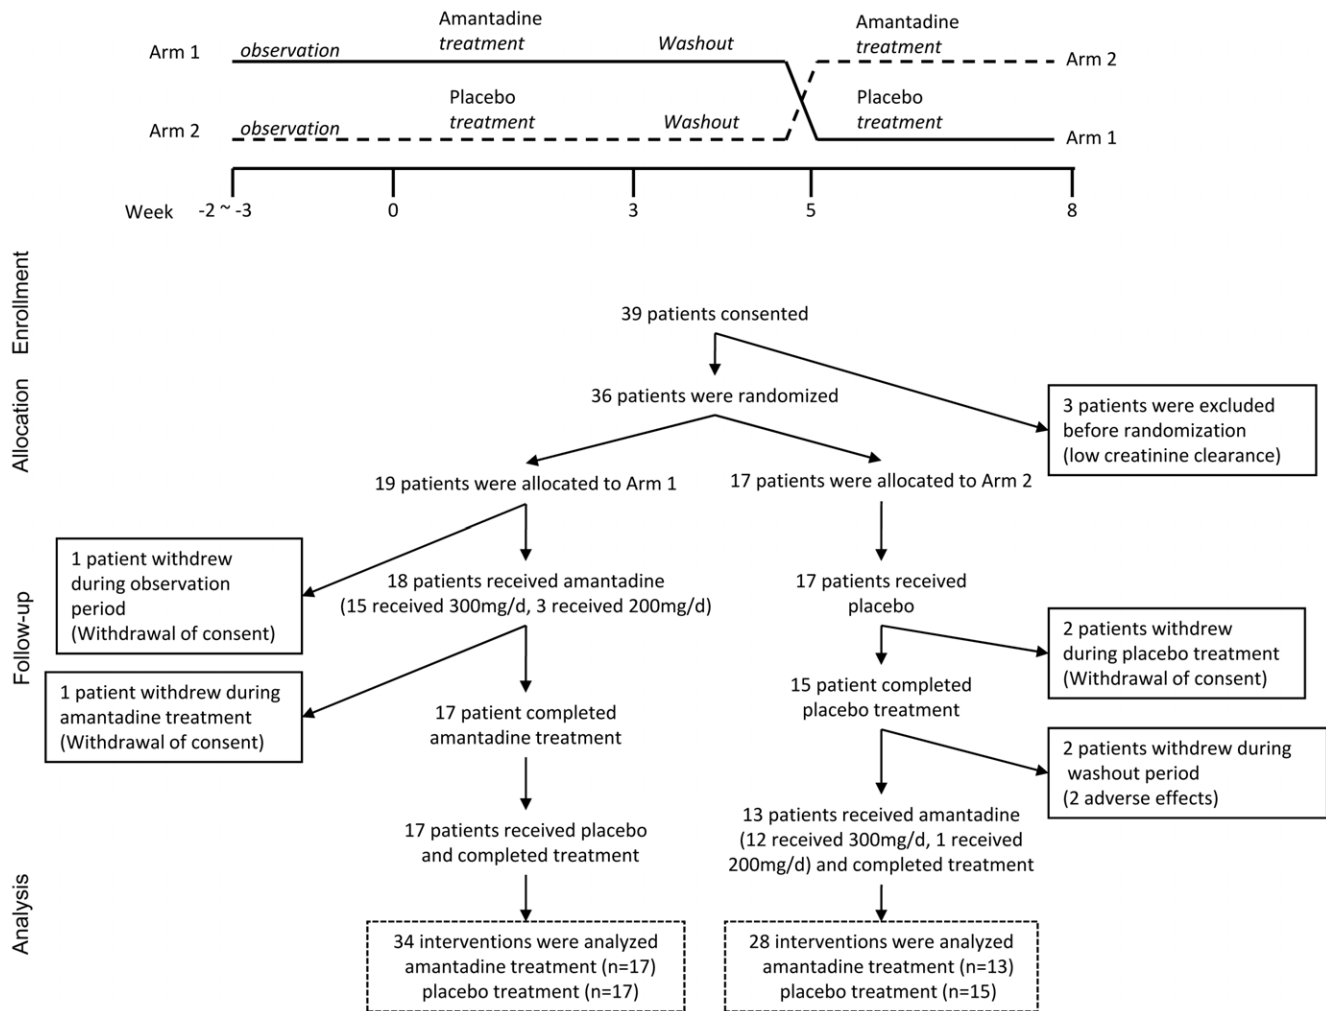 Amantadine
treatment
Amantadine
treatment
Arm 1
observation
Washout
Arm 2
Placebo
treatment
Placebo
treatment
Arm 2
observation
Washout
Arm 1
Week
-2 ~ -3
0
3
5
8
Enrollment
39 patients consented
Allocation
36 patients were randomized
3 patients were excluded
before randomization
(low creatinine clearance)
19 patients were allocated to Arm 1
17 patients were allocated to Arm 2
Follow-up
1 patient withdrew
during observation
period
(Withdrawal of consent)
18 patients received amantadine
(15 received 300mg/d, 3 received 200mg/d)
17 patients received
placebo
2 patients withdrew
during placebo treatment
(Withdrawal of consent)
1 patient withdrew during
amantadine treatment
(Withdrawal of consent)
17 patient completed
amantadine treatment
15 patient completed
placebo treatment
2 patients withdrew during
washout period
(2 adverse effects)
17 patients received placebo
and completed treatment
13 patients received amantadine
(12 received 300mg/d, 1 received
200mg/d) and completed treatment
Analysis
34 interventions were analyzed
amantadine treatment (n=17)
placebo treatment (n=17)
28 interventions were analyzed
amantadine treatment (n=13)
placebo treatment (n=15)